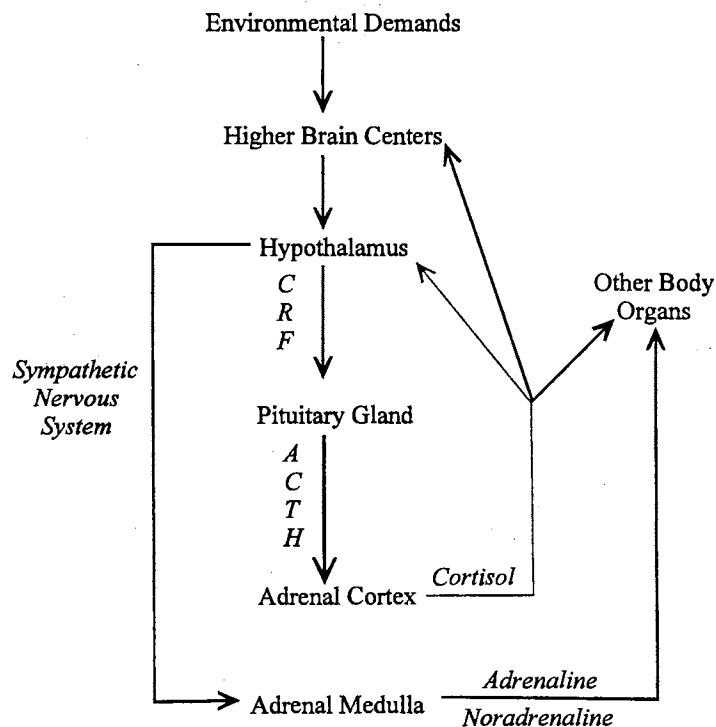 Environmental Demands
Higher Brain Centers
Hypothalamus
C
R
F
Other Body
Organs
Sympathetic
Nervous
System
Pituitary Gland
A
C
T
H
Cortisol
Adrenal Cortex
Adrenaline
Adrenal Medulla
Noradrenaline